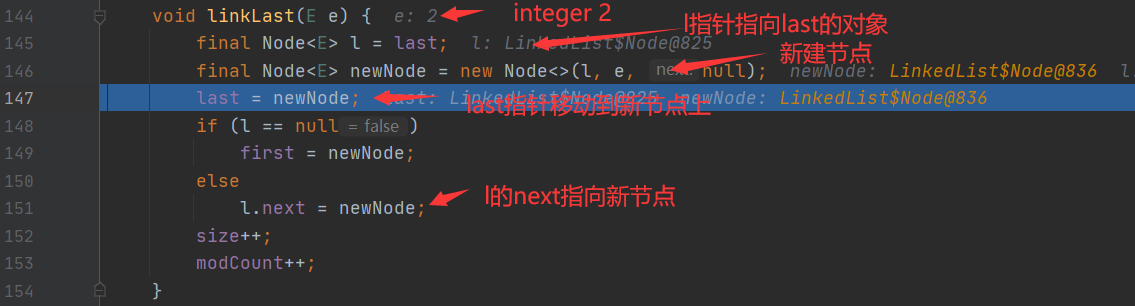 144 void linkLast(E e) { e: 2 integer 2
l指针指向last的对象
145 final Node<E> l = last; l: LinkedList$Node@825
新建节点
146 final Node<E> newNode = new Node<>(l, e, next: null); newNode: LinkedList$Node@836 l:
147 last = newNode; last: LinkedList$Node@825 newNode: LinkedList$Node@836
last指针移动到新节点上
148 if (l == null = false )
149 first = newNode;
150 else
l的next指向新节点
151 l.next = newNode;
152 size++;
153 modCount++;
154 }